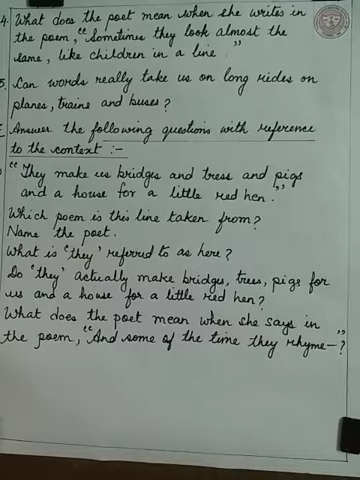 4. What does the poet mean when she writes in
the poem, "Sometimes they look almost the
same, like children in a line."
5. Can words really take us on long rides on
planes, trains and buses?
Answer the following questions with reference
to the context :-
"They make us bridges and tress and pigs
and a house for a little red hen."
Which poem is this line taken from?
Name the poet.
What is 'they' referred to as here?
Do 'they' actually make bridges, trees, pigs for
us and a house for a little red hen?
What does the poet mean when she says in
the poem, "And some of the time they rhyme—"?